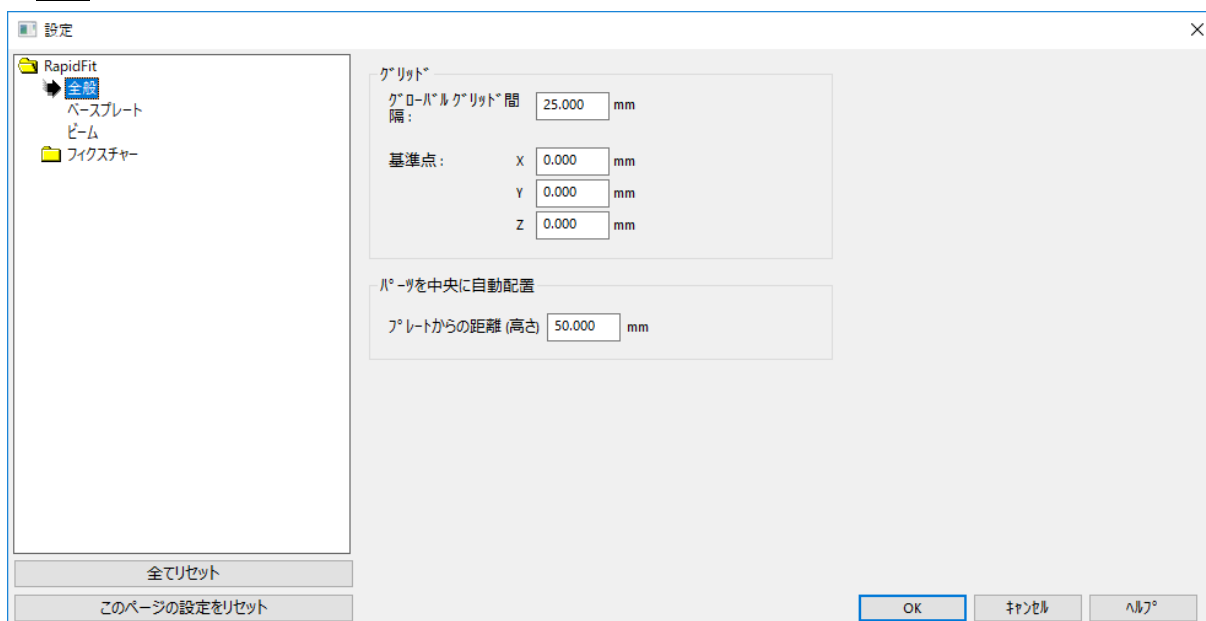 設定
RapidFit
全般
ベースプレート
ビーム
フィクスチャー
全てリセット
このページの設定をリセット
グリッド
グローバル グリッド間
隔 :
25.000 mm
基準点 : X 0.000 mm
Y 0.000 mm
Z 0.000 mm
パーツを中央に自動配置
プレートからの距離 (高さ) 50.000 mm
OK キャンセル ヘルプ